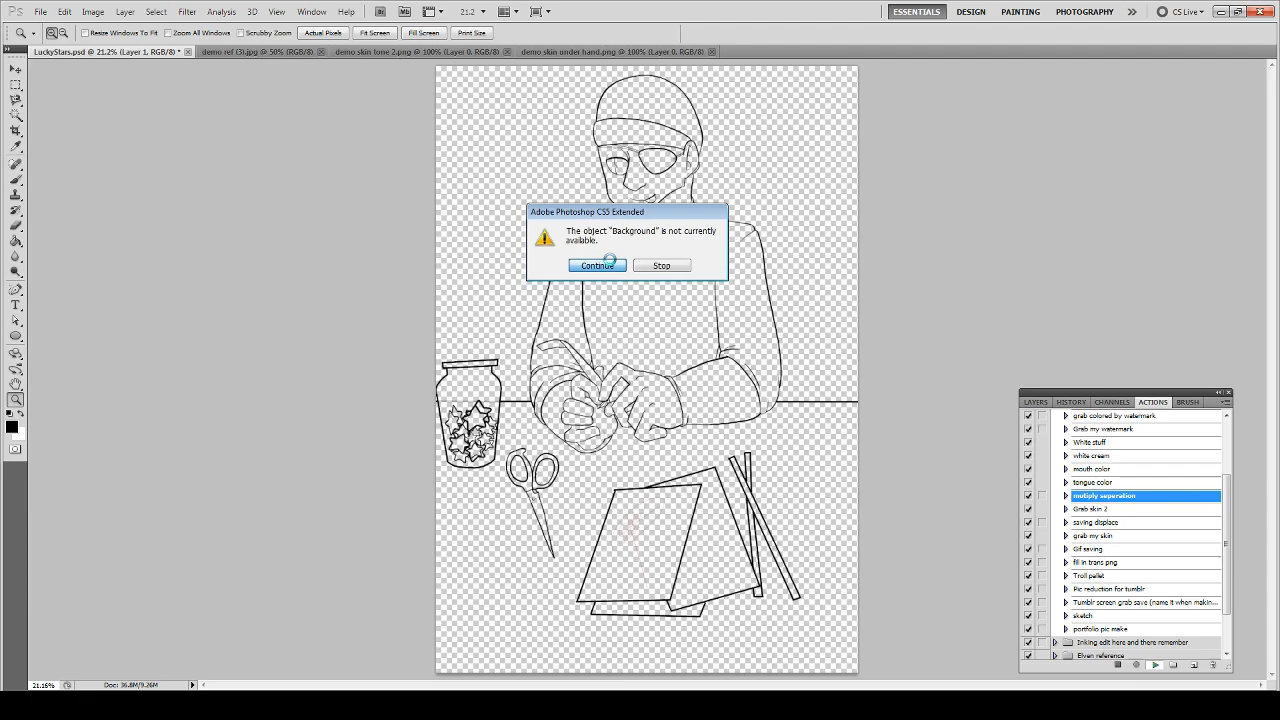 Ps File Edit Image Layer Select Filter Analysis 3D View Window Help Br Mb 21.2 ESSENTIALS DESIGN PAINTING PHOTOGRAPHY CS Live
Resize Windows To Fit Zoom All Windows Scrubby Zoom Actual Pixels Fit Screen Fill Screen Print Size
LuckyStars.psd @ 21.2% (Layer 1, RGB/8) * demo ref (3).jpg @ 50% (RGB/8) demo skin tone 2.png @ 100% (Layer 0, RGB/8) demo skin under hand.png @ 100% (Layer 0, RGB/8)
Adobe Photoshop CS5 Extended
The object "Background" is not currently
available.
Continue Stop
LAYERS HISTORY CHANNELS ACTIONS BRUSH
grab colored by watermark
Grab my watermark
White stuff
white cream
mouth color
tongue color
mutiply seperation
Grab skin 2
saving displace
grab my skin
Gif saving
fill in trans png
Troll pallet
Pic reduction for tumblr
Tumblr screen grab save (name it when makin...
sketch
portfolio pic make
Inking edit here and there remember
Elven reference
21.16% Doc: 36.8M/9.26M